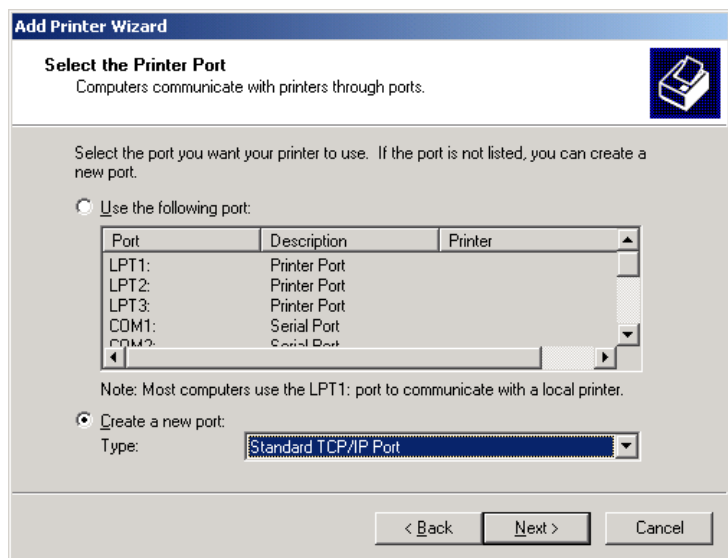 Add Printer Wizard
Select the Printer Port
Computers communicate with printers through ports.
Select the port you want your printer to use. If the port is not listed, you can create a
new port.
Use the following port:
Port Description Printer
LPT1: Printer Port
LPT2: Printer Port
LPT3: Printer Port
COM1: Serial Port
COM2: Serial Port
Note: Most computers use the LPT1: port to communicate with a local printer.
Create a new port:
Type: Standard TCP/IP Port
< Back Next > Cancel